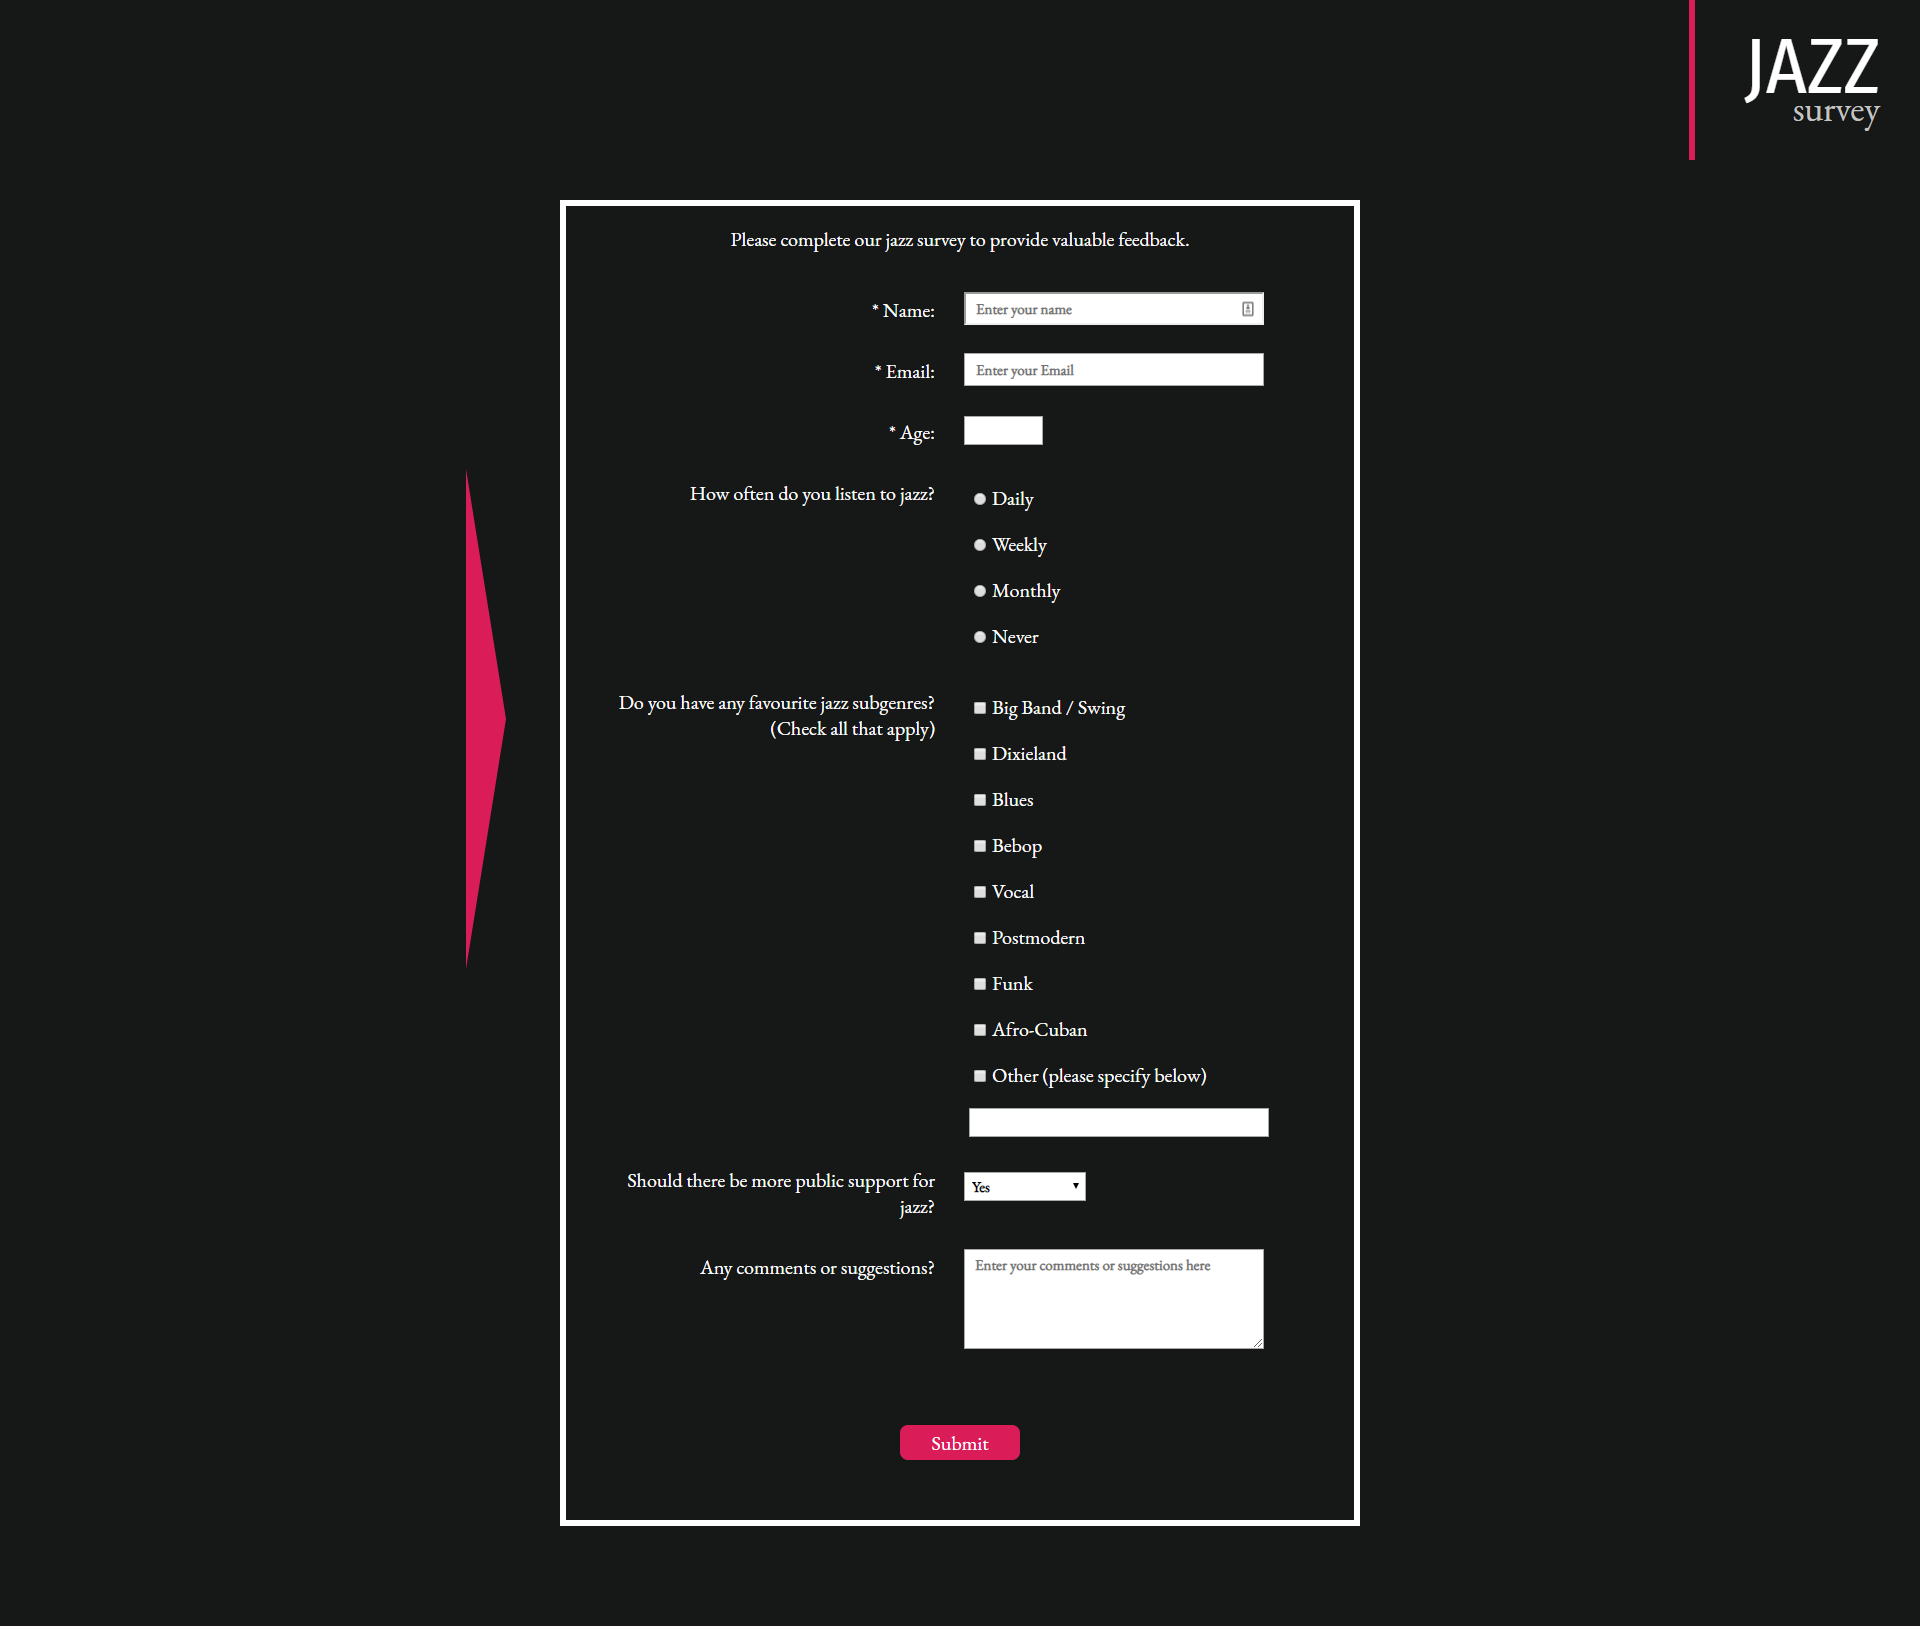 JAZZ
survey
Please complete our jazz survey to provide valuable feedback.
* Name:
Enter your name
* Email:
Enter your Email
* Age:
How often do you listen to jazz?
Daily
Weekly
Monthly
Never
Do you have any favourite jazz subgenres?
(Check all that apply)
Big Band / Swing
Dixieland
Blues
Bebop
Vocal
Postmodern
Funk
Afro-Cuban
Other (please specify below)
Should there be more public support for
jazz?
Yes
Any comments or suggestions?
Enter your comments or suggestions here
Submit